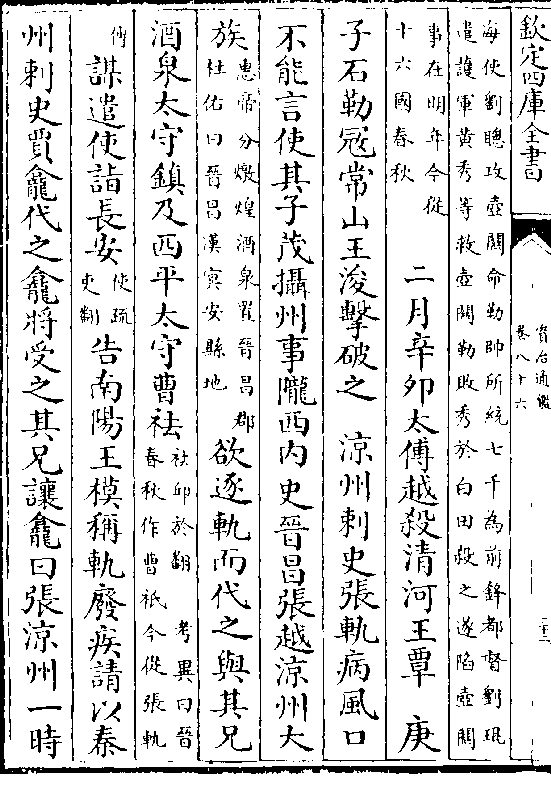 欽定四庫全書
資治通鑑
卷八十六
海使劉聰攻壺關命勒帥所統七千為前鋒都督劉琨
遣護軍黃秀等救壺關勒敗秀於白田殺之遂陷壺關
事在明年今從
十六國春秋
二月辛卯太傅越殺清河王覃 庚
子石勒冦常山王浚擊破之 涼州刺史張軌病風口
不能言使其子茂攝州事隴西内史晉昌張越涼州大
族
惠帝分燉煌酒泉置晉昌郡
杜佑曰晉昌漢寘安縣地
欲逐軌而代之與其兄
酒泉太守鎮及西平太守曹祛
祛邱於翻 考異曰晉
春秋作曹祇今從張軌
傳
謀遣使詣長安
使疏
吏翻
告南陽王模稱軌廢疾請以秦
州刺史賈龕代之龕將受之其兄讓龕曰張涼州一時